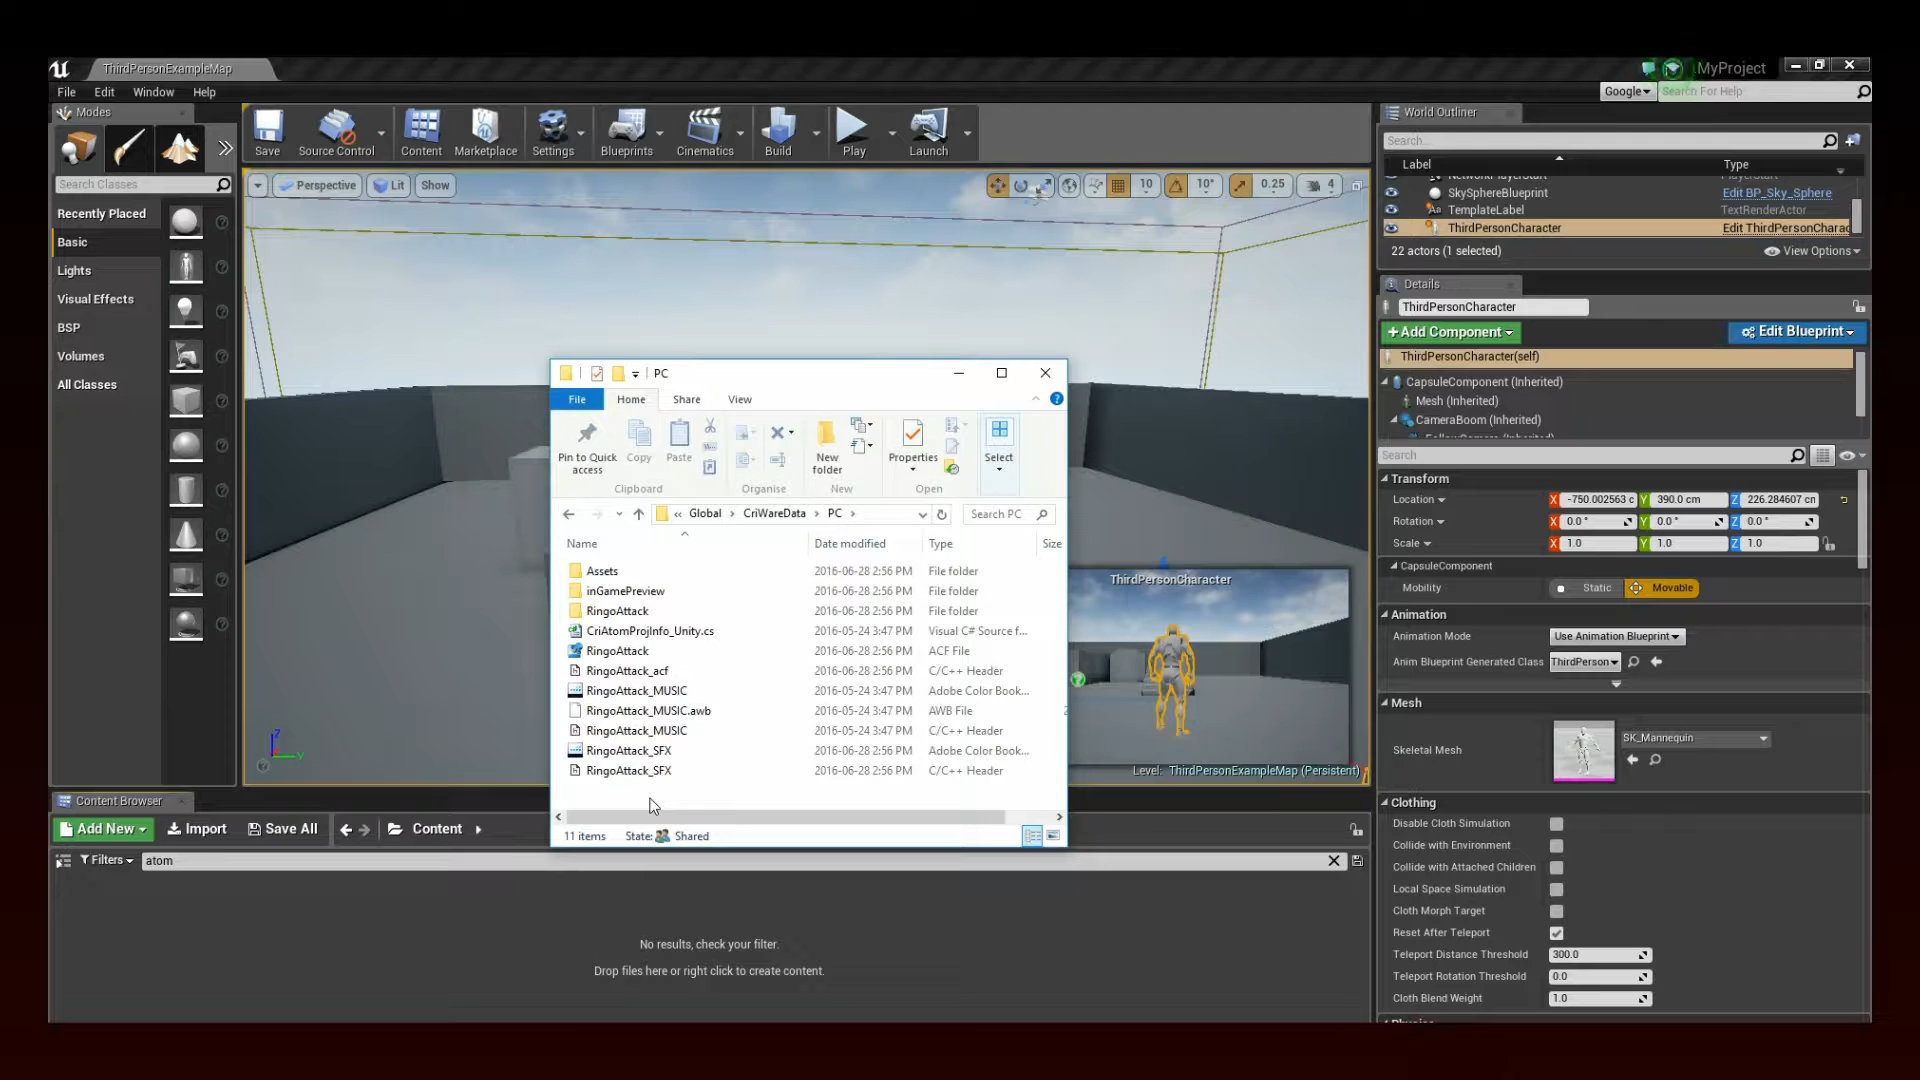 ThirdPersonExampleMap
MyProject
File Edit Window Help
Google
Search For Help
Modes
Search Classes
Recently Placed
Basic
Lights
Visual Effects
BSP
Volumes
All Classes
Save
Source Control
Content
Marketplace
Settings
Blueprints
Cinematics
Build
Play
Launch
Perspective Lit Show
10 10° 0.25 4
World Outliner
Search...
Label Type
SkySphereBlueprint Edit BP_Sky_Sphere
TemplateLabel TextRenderActor
ThirdPersonCharacter Edit ThirdPersonCharac
22 actors (1 selected) View Options
Details
ThirdPersonCharacter
+Add Component Edit Blueprint
ThirdPersonCharacter(self)
CapsuleComponent (Inherited)
Mesh (Inherited)
CameraBoom (Inherited)
Search
Transform
Location X -750.002563 c Y 390.0 cm Z 226.284607 cm
Rotation X 0.0 ° Y 0.0 ° Z 0.0 °
Scale X 1.0 Y 1.0 Z 1.0
CapsuleComponent
Mobility Static Movable
Animation
Animation Mode Use Animation Blueprint
Anim Blueprint Generated Class ThirdPerson
Mesh
Skeletal Mesh SK_Mannequin
Clothing
Disable Cloth Simulation
Collide with Environment
Collide with Attached Children
Local Space Simulation
Cloth Morph Target
Reset After Teleport
Teleport Distance Threshold 300.0
Teleport Rotation Threshold 0.0
Cloth Blend Weight 1.0
PC
File Home Share View
Pin to Quick access
Copy
Paste
New folder
Properties
Select
Clipboard Organise New Open
« Global › CriWareData › PC ›
Search PC
Name Date modified Type Size
Assets 2016-06-28 2:56 PM File folder
inGamePreview 2016-06-28 2:56 PM File folder
RingoAttack 2016-06-28 2:56 PM File folder
CriAtomProjInfo_Unity.cs 2016-05-24 3:47 PM Visual C# Source f...
RingoAttack 2016-06-28 2:56 PM ACF File
RingoAttack_acf 2016-06-28 2:56 PM C/C++ Header
RingoAttack_MUSIC 2016-05-24 3:47 PM Adobe Color Book...
RingoAttack_MUSIC.awb 2016-05-24 3:47 PM AWB File
RingoAttack_MUSIC 2016-05-24 3:47 PM C/C++ Header
RingoAttack_SFX 2016-06-28 2:56 PM Adobe Color Book...
RingoAttack_SFX 2016-06-28 2:56 PM C/C++ Header
11 items State: Shared
ThirdPersonCharacter
Level: ThirdPersonExampleMap (Persistent)
Content Browser
Add New Import Save All Content
Filters atom
No results, check your filter.
Drop files here or right click to create content.